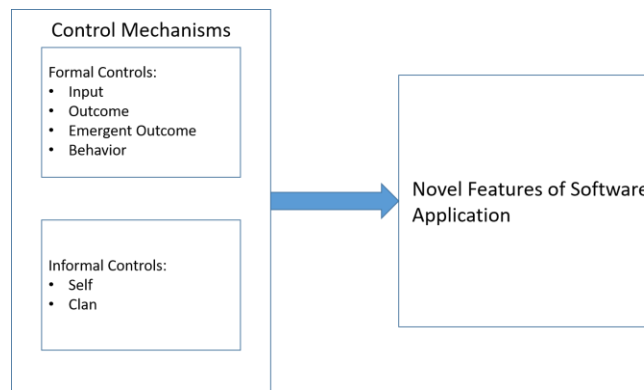 Control Mechanisms
Formal Controls:
• Input
• Outcome
• Emergent Outcome
• Behavior
Informal Controls:
• Self
• Clan
Novel Features of Software
Application